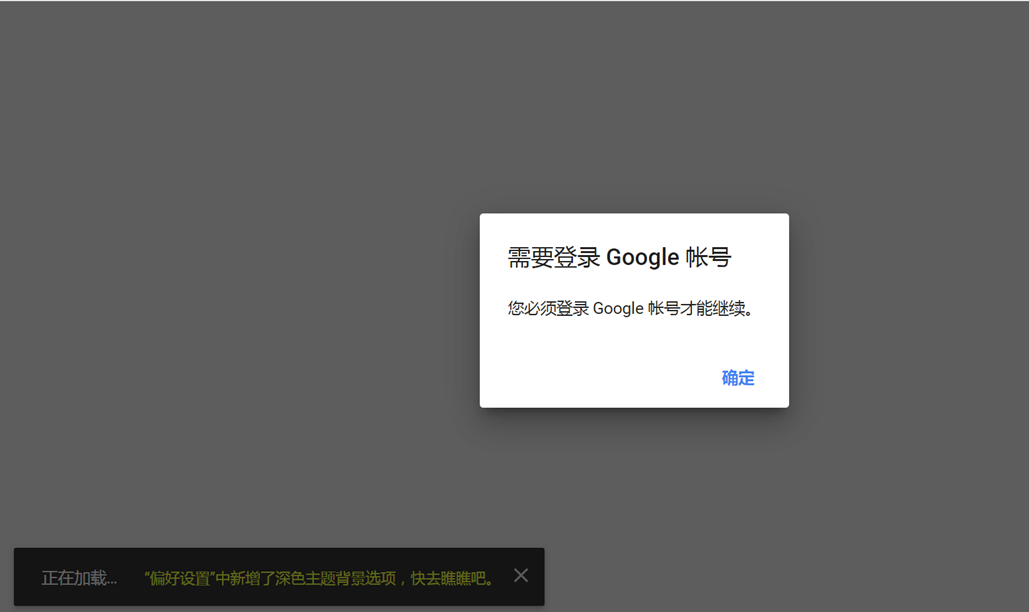 需要登录 Google 帐号
您必须登录 Google 帐号才能继续。
确定
正在加载... “偏好设置”中新增了深色主题背景选项，快去瞧瞧吧。